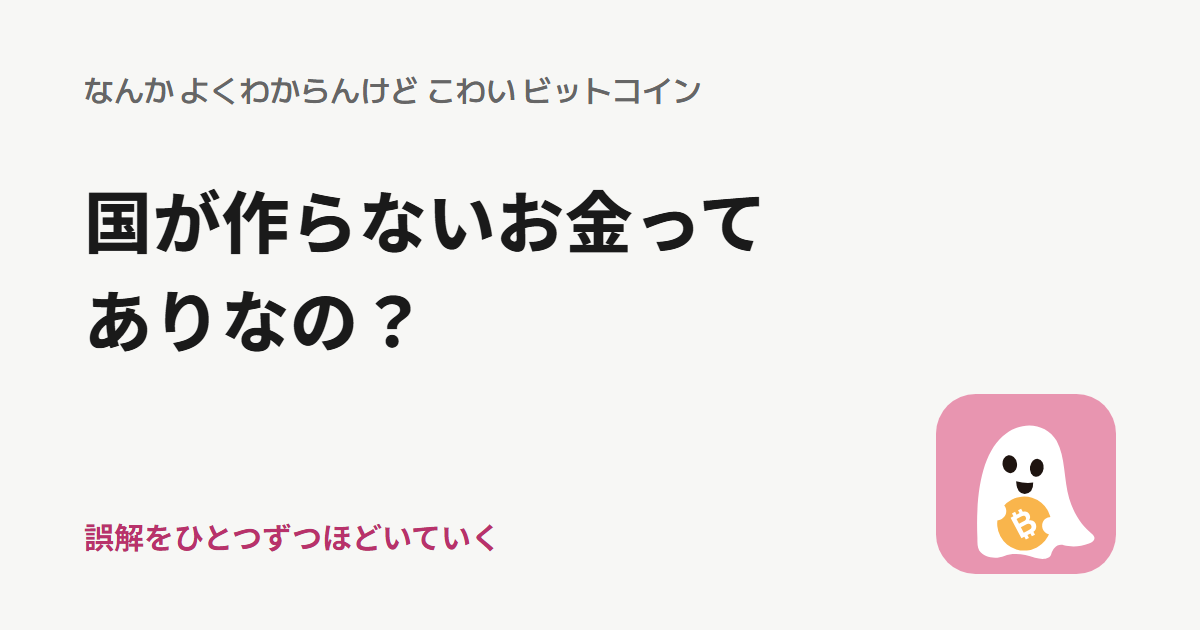 なんか よくわからんけど こわい ビットコイン
国が作らないお金って
ありなの？
誤解をひとつずつほどいていく